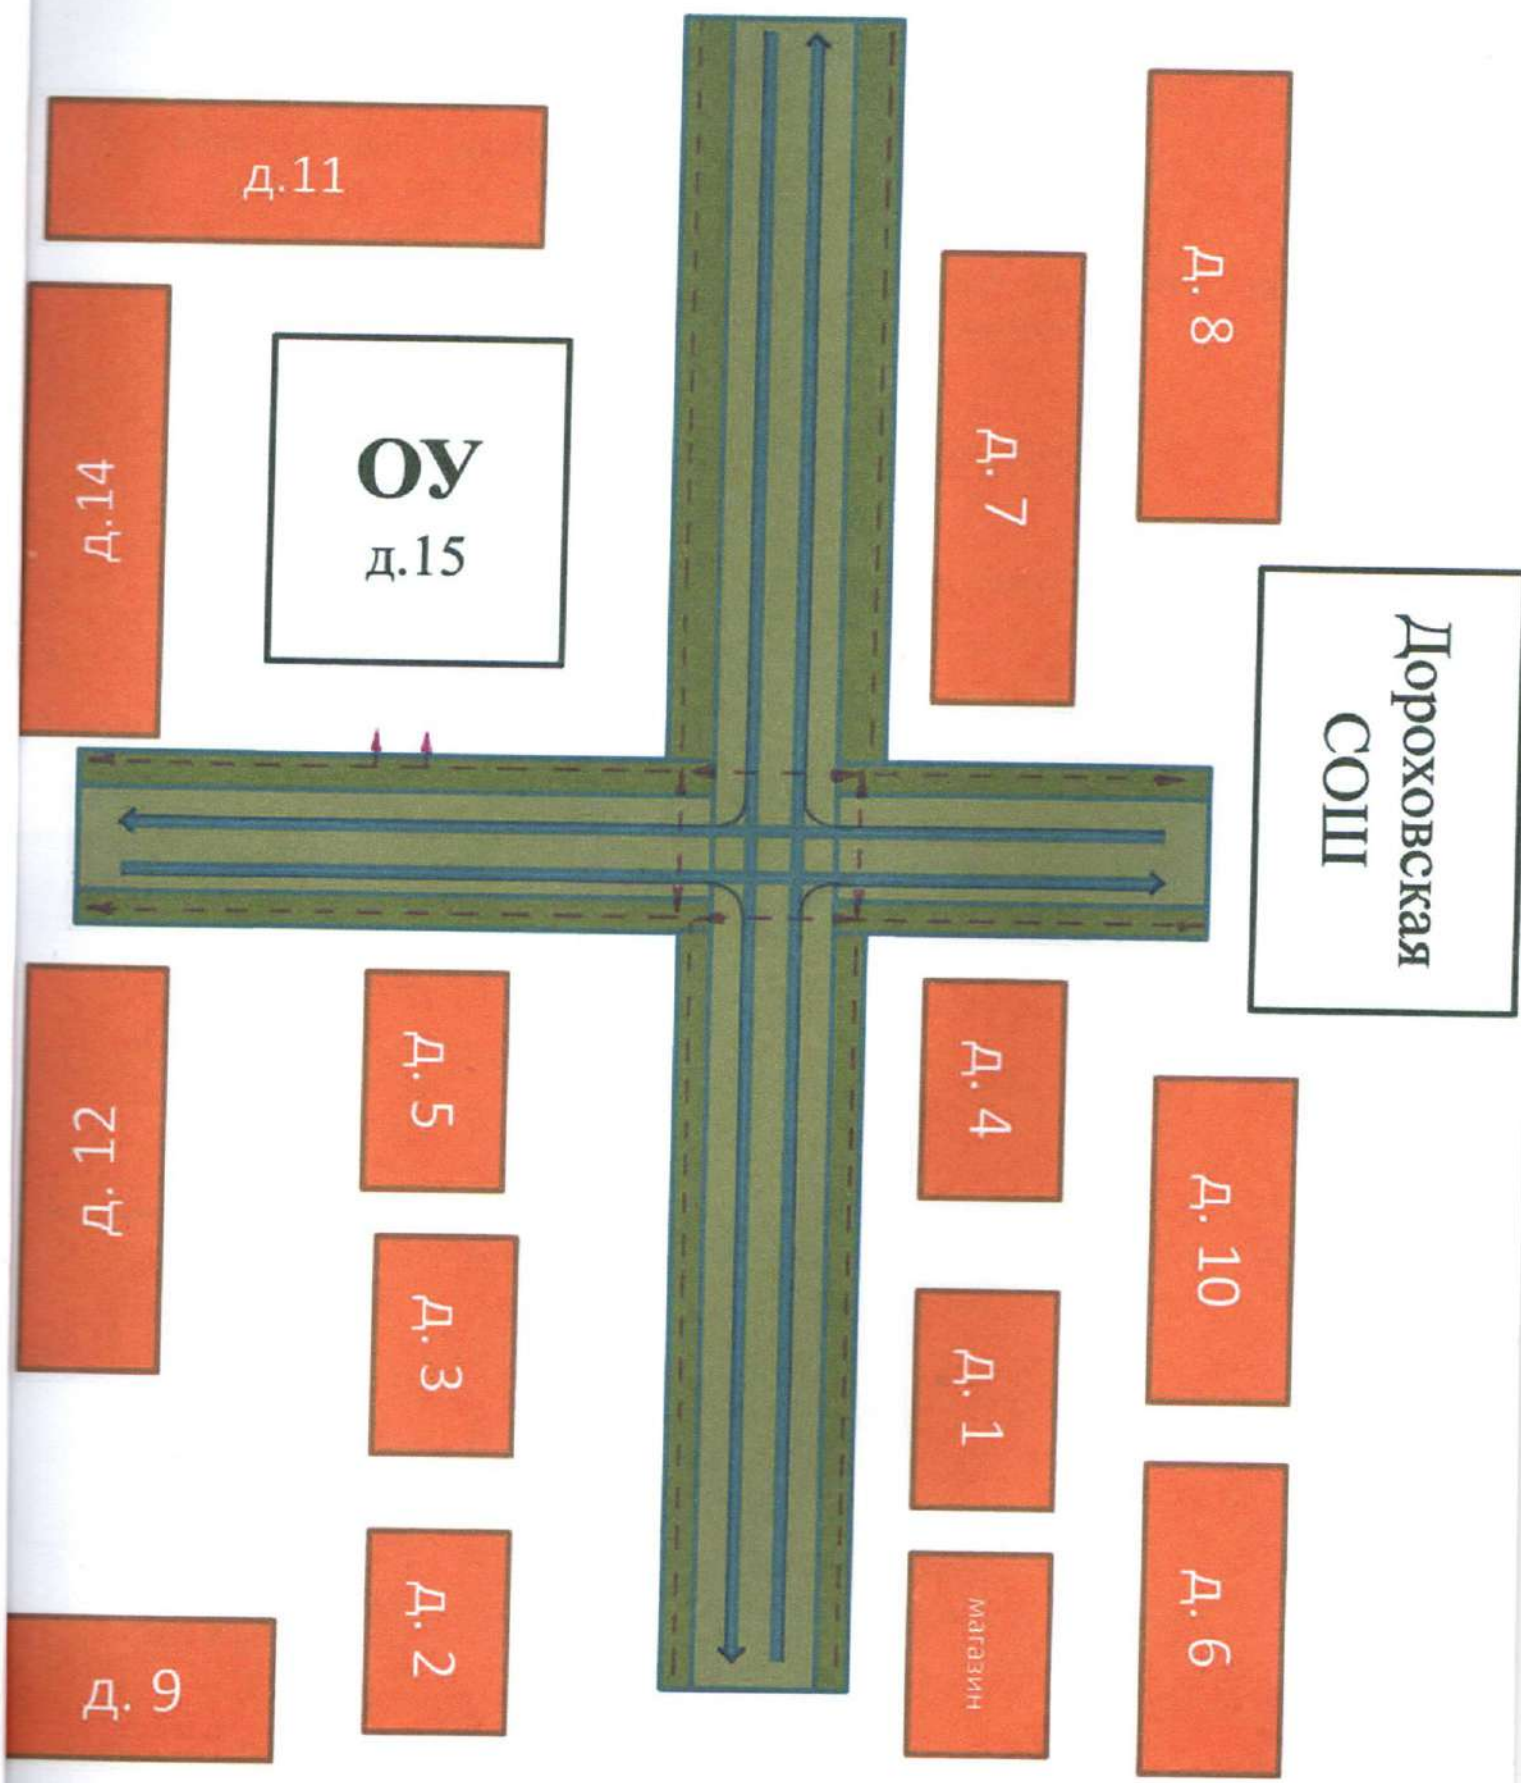 д.11
Д. 8
Д. 7
ОУ
д.15
д.14
Дороховская
СОШ
Д. 5
Д. 4
д. 12
Д. 10
Д. 3
Д. 1
Д. 2
магазин
Д. 6
д. 9